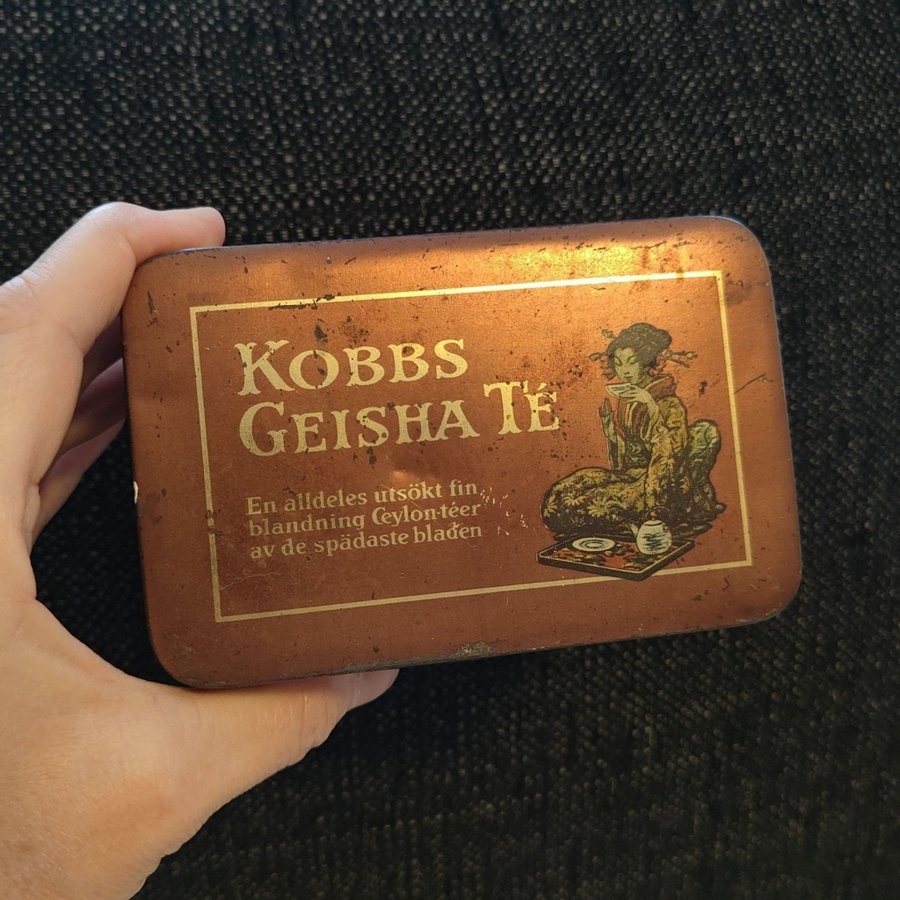 KOBBS
GEISHA TÉ
En alldeles utsökt fin
blandning Ceylon-téer
av de spädaste bladen